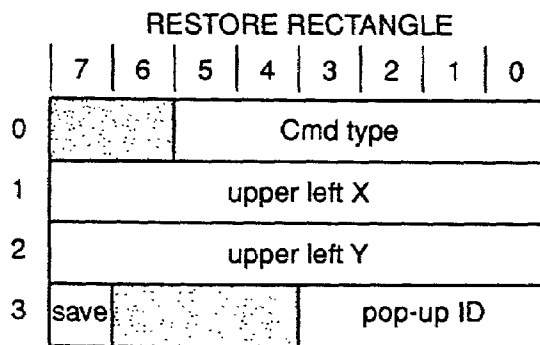 RESTORE RECTANGLE
7 6 5 4 3 2 1 0
0 Cmd type
1 upper left X
2 upper left Y
3 save pop-up ID